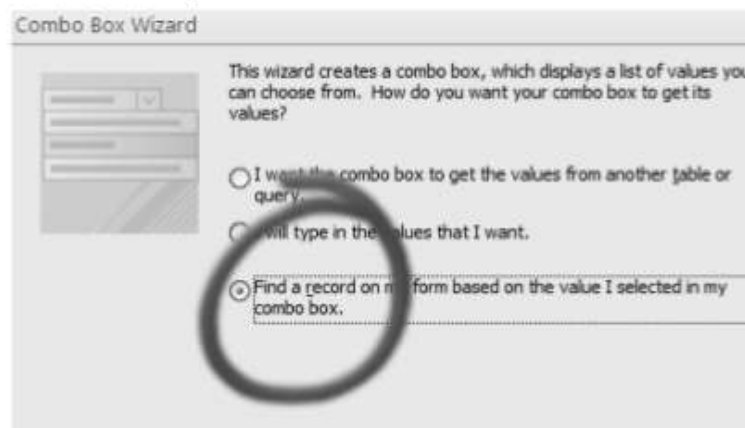 Combo Box Wizard
This wizard creates a combo box, which displays a list of values you
can choose from. How do you want your combo box to get its
values?
I want the combo box to get the values from another table or
query.
I will type in the values that I want.
Find a record on my form based on the value I selected in my
combo box.